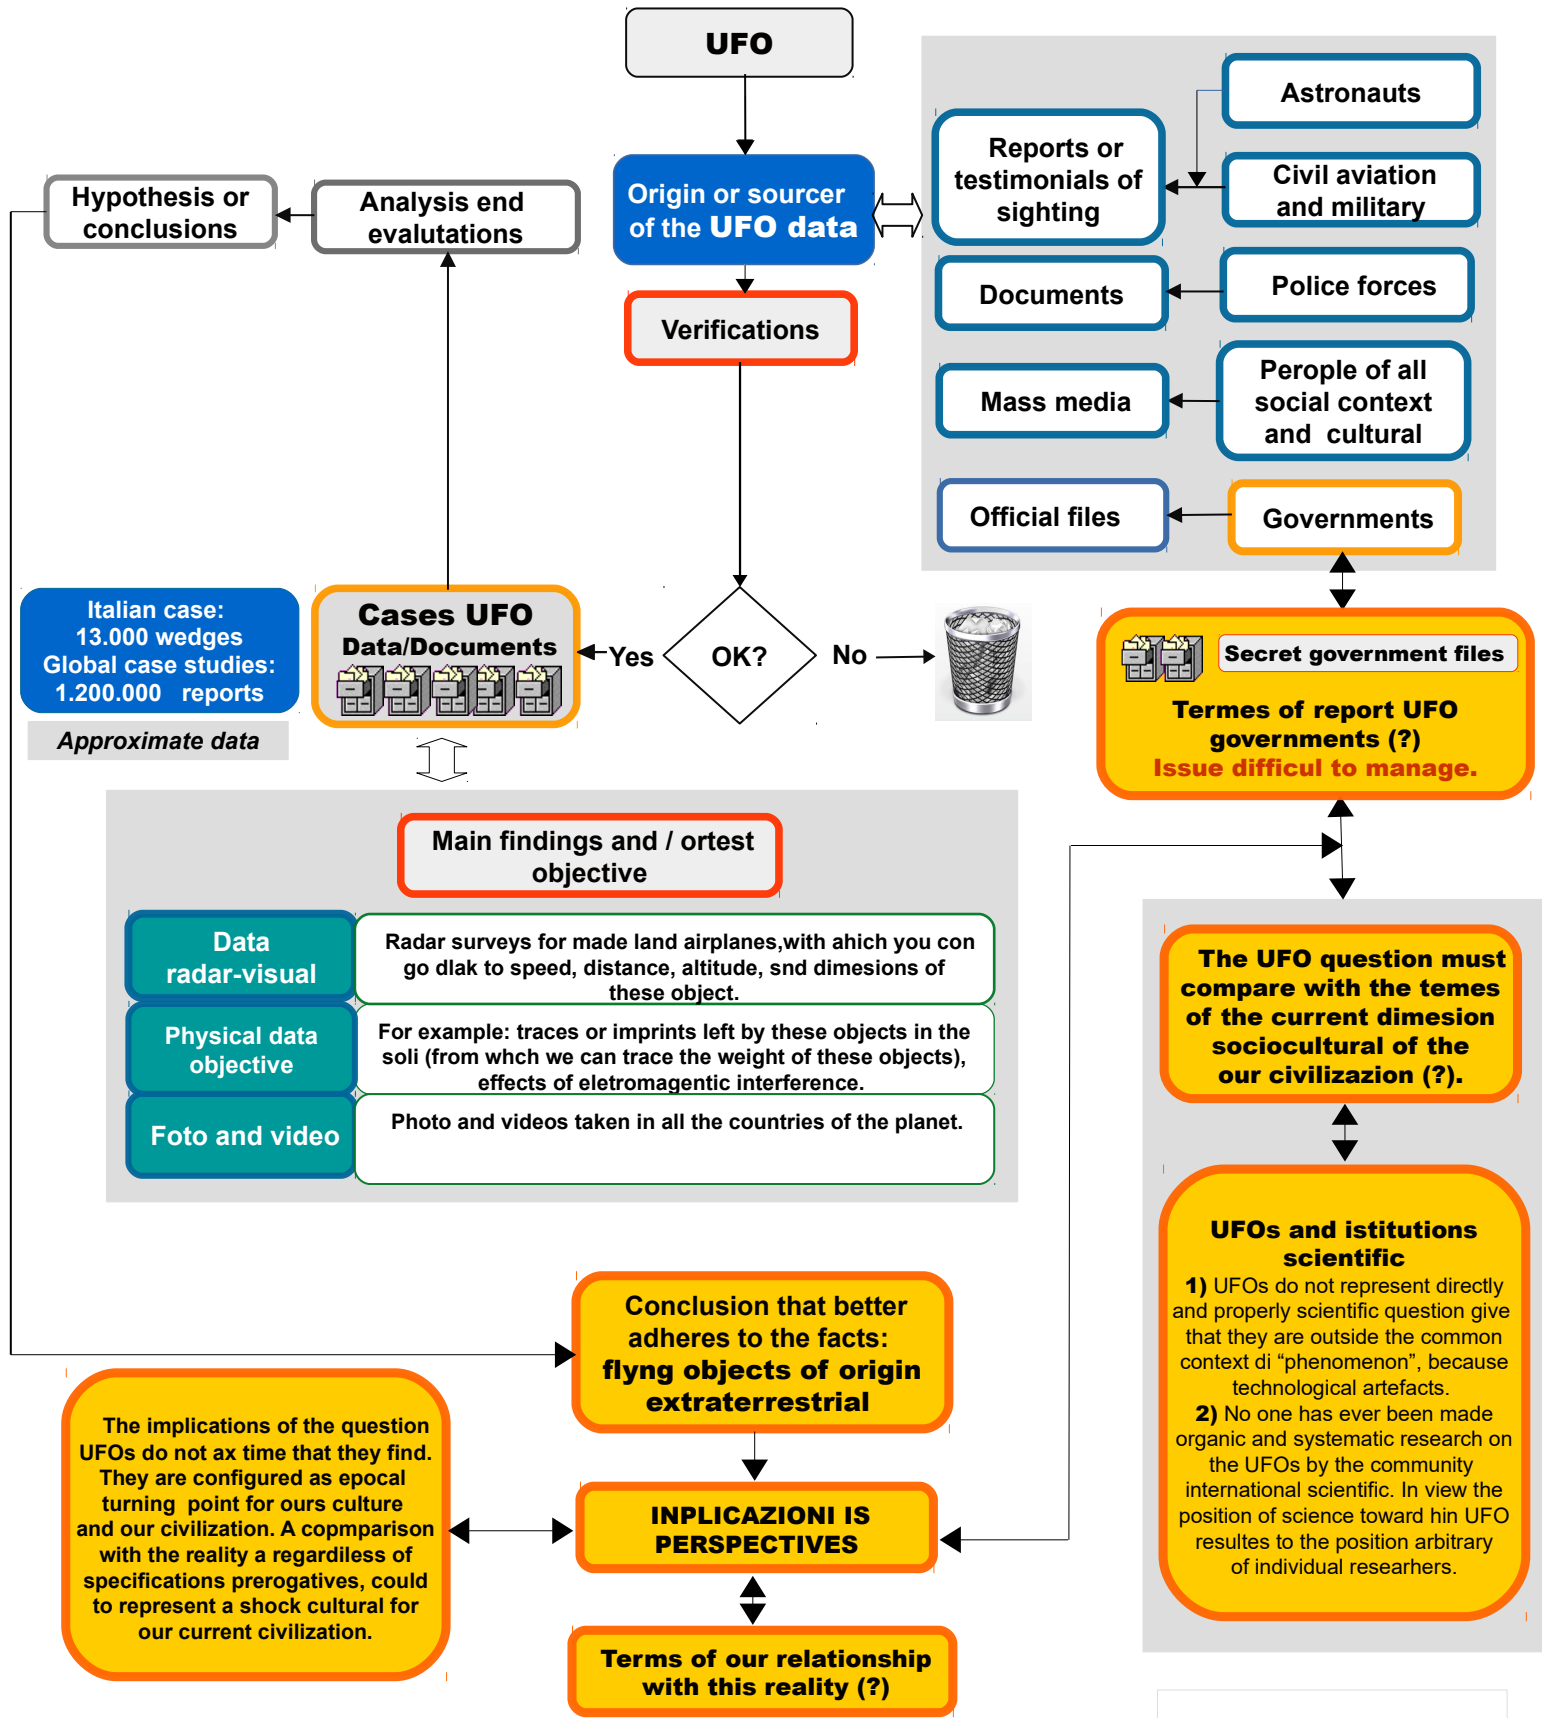 UFO
Origin or sourcer
of the UFO data
Verifications
Hypothesis or
conclusions
Analysis end
evalutations
Reports or
testimonials of
sighting
Astronauts
Civil aviation
and military
Documents
Police forces
Mass media
Perople of all
social context
and cultural
Official files
Governments
Italian case:
13.000 wedges
Global case studies:
1.200.000 reports
Approximate data
Cases UFO
Data/Documents
Yes
OK?
No
Secret government files
Termes of report UFO
governments (?)
Issue difficul to manage.
Main findings and / ortest
objective
Data
radar-visual
Radar surveys for made land airplanes,with ahich you con
go dlak to speed, distance, altitude, snd dimesions of
these object.
Physical data
objective
For example: traces or imprints left by these objects in the
soli (from whch we can trace the weight of these objects),
effects of eletromagentic interference.
Foto and video
Photo and videos taken in all the countries of the planet.
The UFO question must
compare with the temes
of the current dimesion
sociocultural of the
our civilizazion (?).
UFOs and istitutions
scientific
1) UFOs do not represent directly
and properly scientific question give
that they are outside the common
context di “phenomenon”, because
technological artefacts.
2) No one has ever been made
organic and systematic research on
the UFOs by the community
international scientific. In view the
position of science toward hin UFO
resultes to the position arbitrary
of individual researhers.
Conclusion that better
adheres to the facts:
flyng objects of origin
extraterrestrial
The implications of the question
UFOs do not ax time that they find.
They are configured as epocal
turning point for ours culture
and our civilization. A copmparison
with the reality a regardiless of
specifications prerogatives, could
to represent a shock cultural for
our current civilization.
INPLICAZIONI IS
PERSPECTIVES
Terms of our relationship
with this reality (?)